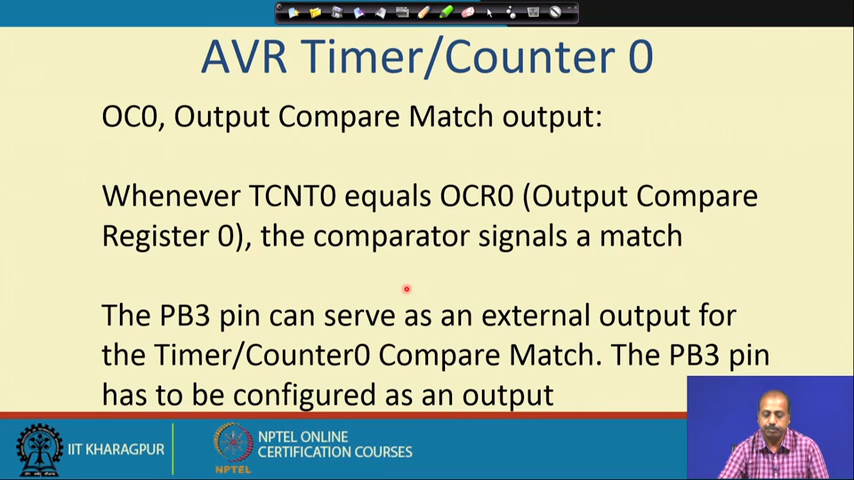 AVR Timer/Counter 0
OC0, Output Compare Match output:
Whenever TCNT0 equals OCR0 (Output Compare
Register 0), the comparator signals a match
The PB3 pin can serve as an external output for
the Timer/Counter0 Compare Match. The PB3 pin
has to be configured as an output
IIT KHARAGPUR
NPTEL
NPTEL ONLINE
CERTIFICATION COURSES